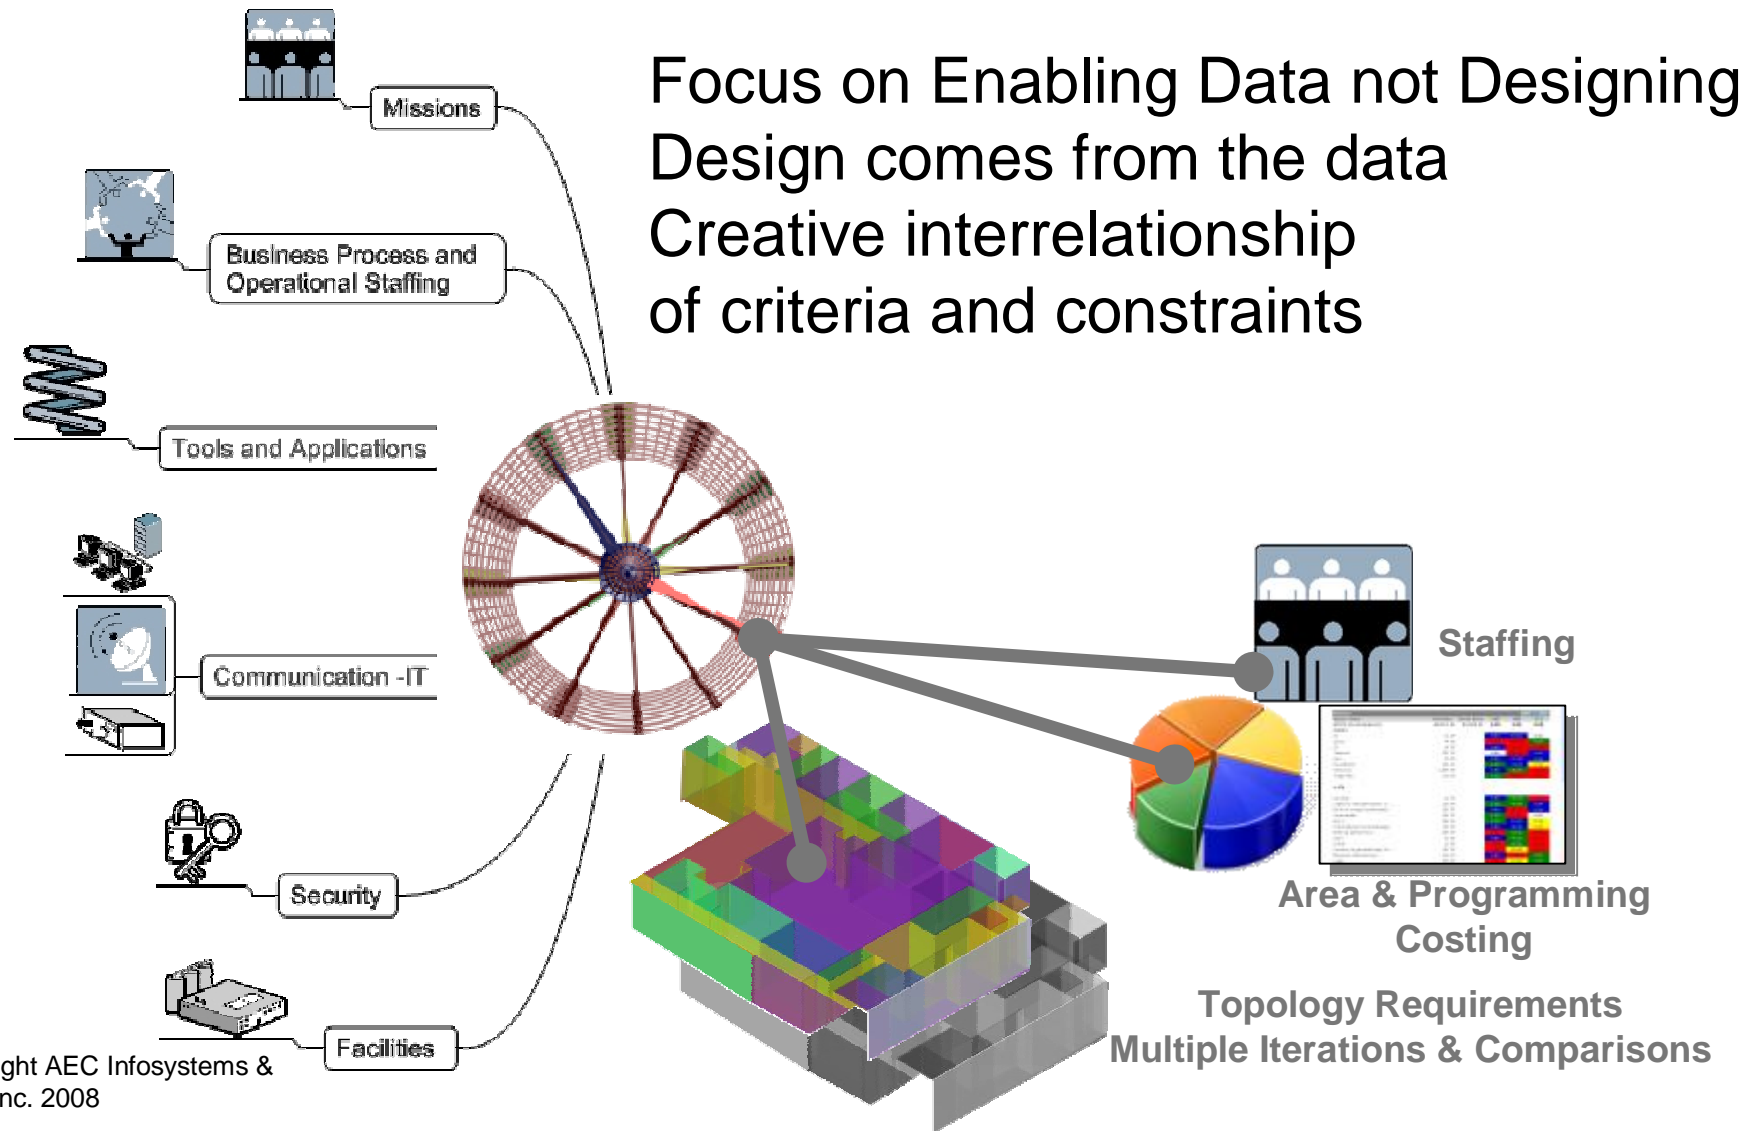 Focus on Enabling Data not Designing
Design comes from the data
Creative interrelationship
of criteria and constraints
Missions
Business Process and
Operational Staffing
Tools and Applications
Communication -IT
Security
Facilities
Staffing
Area & Programming
Costing
Topology Requirements
Multiple Iterations & Comparisons
ght AEC Infosystems &
nc. 2008